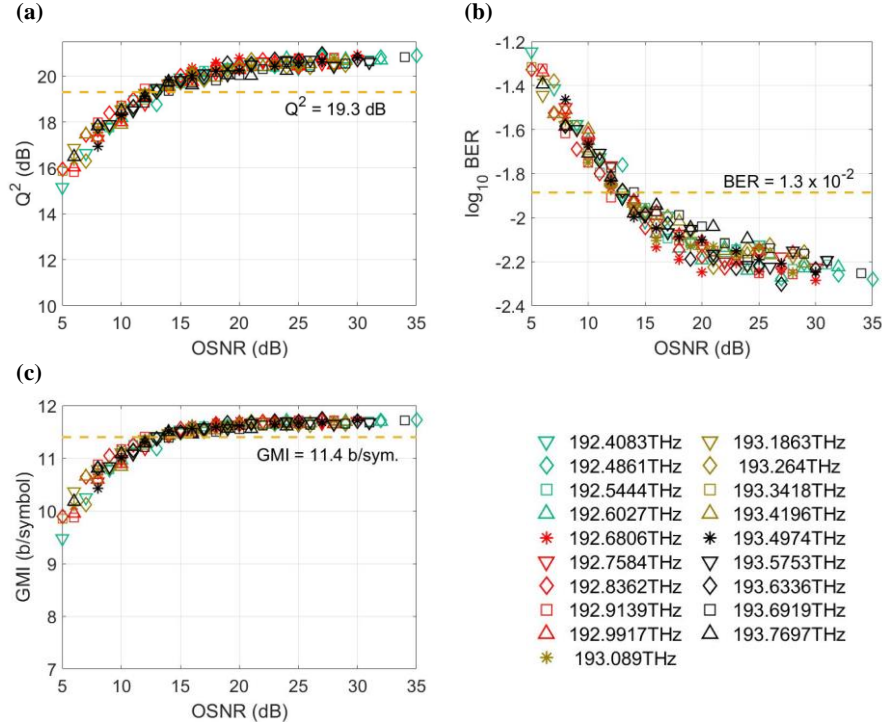 (a)
22
20
18
16
14
12
10
Q² (dB)
5 10 15 20 25 30 35
OSNR (dB)
Q² = 19.3 dB
(b)
-1.2
-1.4
-1.6
-1.8
-2
-2.2
-2.4
log₁₀ BER
5 10 15 20 25 30 35
OSNR (dB)
BER = 1.3 x 10⁻²
(c)
12
11
10
9
8
7
GMI (b/symbol)
5 10 15 20 25 30 35
OSNR (dB)
GMI = 11.4 b/sym.
192.4083THz
192.4861THz
192.5444THz
192.6027THz
192.6806THz
192.7584THz
192.8362THz
192.9139THz
192.9917THz
193.089THz
193.1863THz
193.264THz
193.3418THz
193.4196THz
193.4974THz
193.5753THz
193.6336THz
193.6919THz
193.7697THz